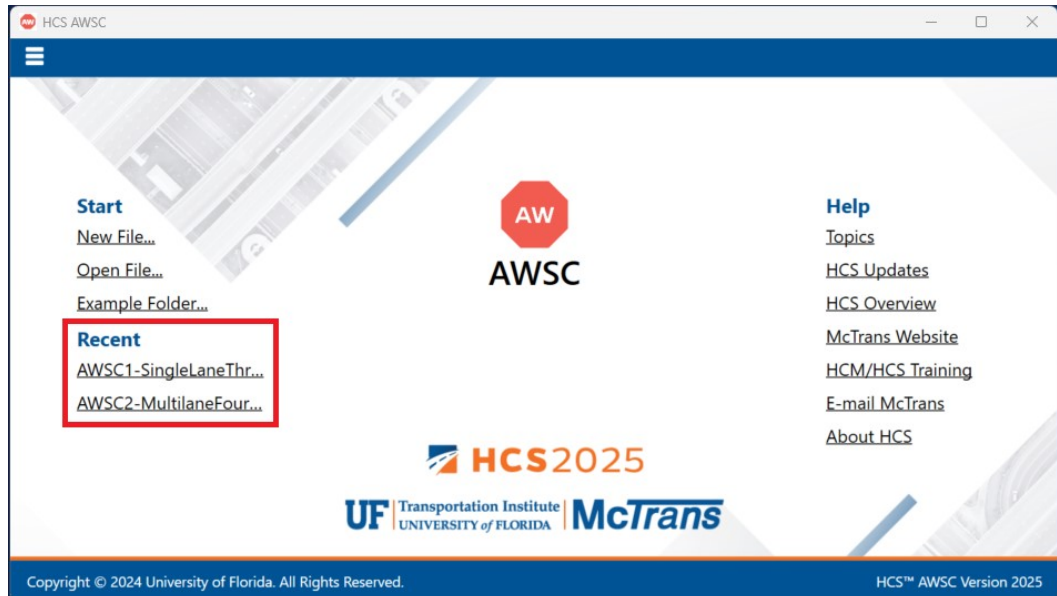 AW HCS AWSC
Start
New File...
Open File...
Example Folder...
Recent
AWSC1-SingleLaneThr...
AWSC2-MultilaneFour...
AW
AWSC
Help
Topics
HCS Updates
HCS Overview
McTrans Website
HCM/HCS Training
E-mail McTrans
About HCS
HCS2025
UF Transportation Institute McTrans
UNIVERSITY of FLORIDA
Copyright © 2024 University of Florida. All Rights Reserved.
HCS™ AWSC Version 2025